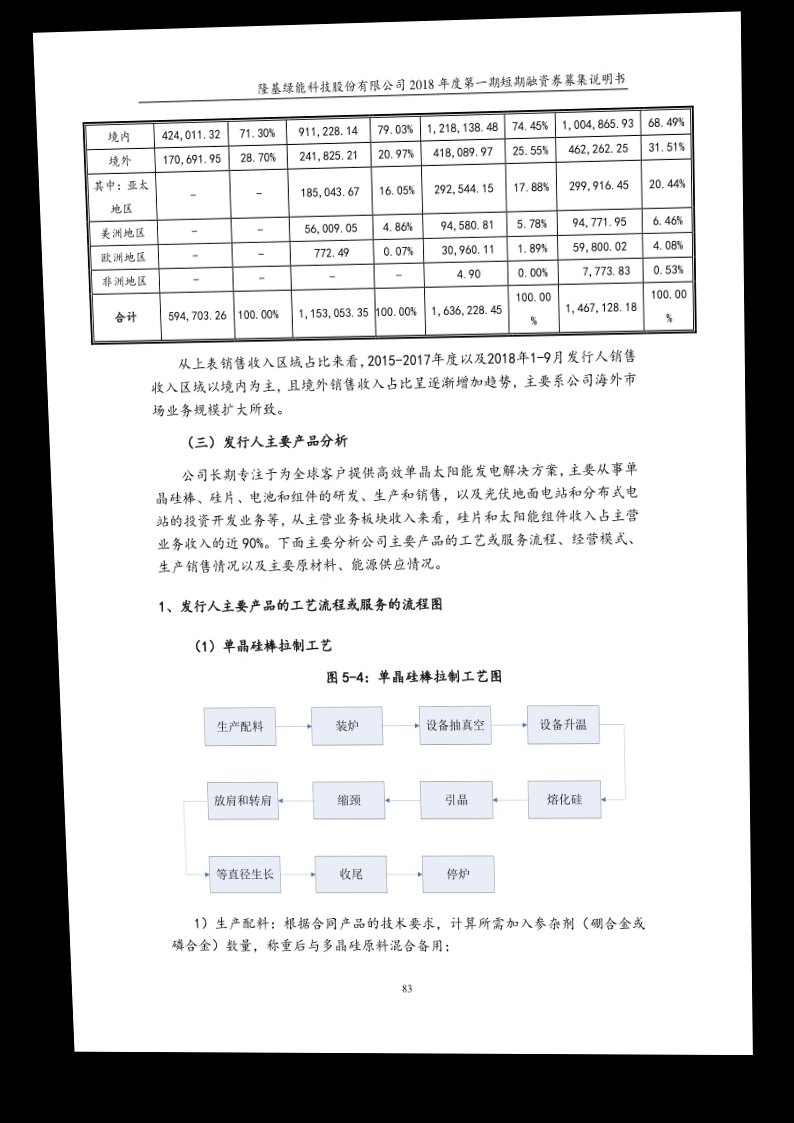 隆基绿能科技股份有限公司 2018 年度第一期短期融资券募集说明书
境内 424,011.32 71.30% 911,228.14 79.03% 1,218,138.48 74.45% 1,004,865.93 68.49%
境外 170,691.95 28.70% 241,825.21 20.97% 418,089.97 25.55% 462,262.25 31.51%
其中：亚太地区 - - 185,043.67 16.05% 292,544.15 17.88% 299,916.45 20.44%
美洲地区 - - 56,009.05 4.86% 94,580.81 5.78% 94,771.95 6.46%
欧洲地区 - - 772.49 0.07% 30,960.11 1.89% 59,800.02 4.08%
非洲地区 - - - - 4.90 0.00% 7,773.83 0.53%
合计 594,703.26 100.00% 1,153,053.35 100.00% 1,636,228.45 100.00% 1,467,128.18 100.00%
从上表销售收入区域占比来看，2015-2017年度以及2018年1-9月发行人销售
收入区域以境内为主，且境外销售收入占比呈逐渐增加趋势，主要系公司海外市
场业务规模扩大所致。
（三）发行人主要产品分析
公司长期专注于为全球客户提供高效单晶太阳能发电解决方案，主要从事单
晶硅棒、硅片、电池和组件的研发、生产和销售，以及光伏地面电站和分布式电
站的投资开发业务等，从主营业务板块收入来看，硅片和太阳能组件收入占主营
业务收入的近 90%。下面主要分析公司主要产品的工艺或服务流程、经营模式、
生产销售情况以及主要原材料、能源供应情况。
1、发行人主要产品的工艺流程或服务的流程图
（1）单晶硅棒拉制工艺
图 5-4：单晶硅棒拉制工艺图
生产配料 装炉 设备抽真空 设备升温
放肩和转肩 缩颈 引晶 熔化硅
等直径生长 收尾 停炉
1）生产配料：根据合同产品的技术要求，计算所需加入参杂剂（硼合金或
磷合金）数量，称重后与多晶硅原料混合备用；
83